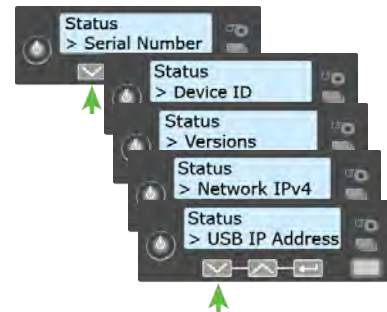 Status
> Serial Number
Status
> Device ID
Status
> Versions
Status
> Network IPv4
Status
> USB IP Address